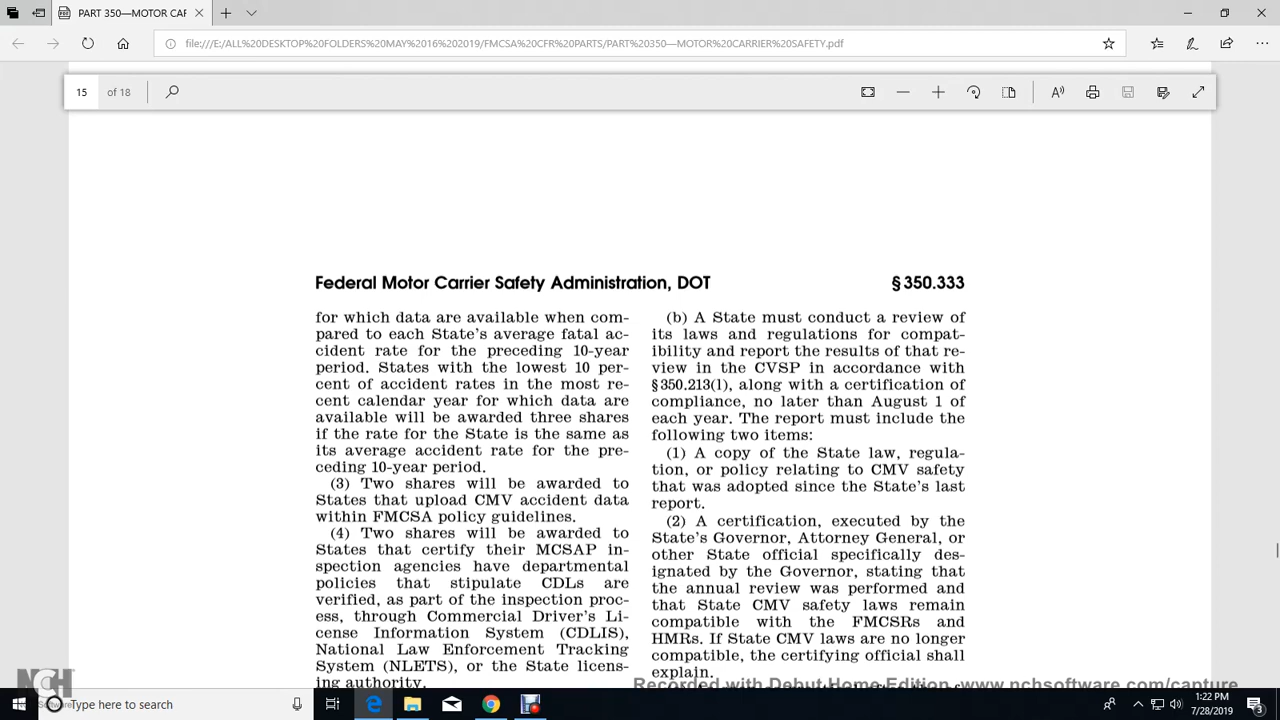 PART 350—MOTOR CAF
file:///E:/ALL%20DESKTOP%20FOLDERS%20MAY%2016%202019/FMCSA%20CFR%20PARTS/PART%20350—MOTOR%20CARRIER%20SAFETY.pdf
15 of 18
Federal Motor Carrier Safety Administration, DOT § 350.333
for which data are available when com-
pared to each State's average fatal ac-
cident rate for the preceding 10-year
period. States with the lowest 10 per-
cent of accident rates in the most re-
cent calendar year for which data are
available will be awarded three shares
if the rate for the State is the same as
its average accident rate for the pre-
ceding 10-year period.
(3) Two shares will be awarded to
States that upload CMV accident data
within FMCSA policy guidelines.
(4) Two shares will be awarded to
States that certify their MCSAP in-
spection agencies have departmental
policies that stipulate CDLs are
verified, as part of the inspection proc-
ess, through Commercial Driver's Li-
cense Information System (CDLIS),
National Law Enforcement Tracking
System (NLETS), or the State licens-
ing authority.
(b) A State must conduct a review of
its laws and regulations for compat-
ibility and report the results of that re-
view in the CVSP in accordance with
§ 350.213(l), along with a certification of
compliance, no later than August 1 of
each year. The report must include the
following two items:
(1) A copy of the State law, regula-
tion, or policy relating to CMV safety
that was adopted since the State's last
report.
(2) A certification, executed by the
State's Governor, Attorney General, or
other State official specifically des-
ignated by the Governor, stating that
the annual review was performed and
that State CMV safety laws remain
compatible with the FMCSRs and
HMRs. If State CMV laws are no longer
compatible, the certifying official shall
explain.
Recorded with Debut Home Edition www.nchsoftware.com/capture
NCH
Type here to search
1:22 PM
7/28/2019
3